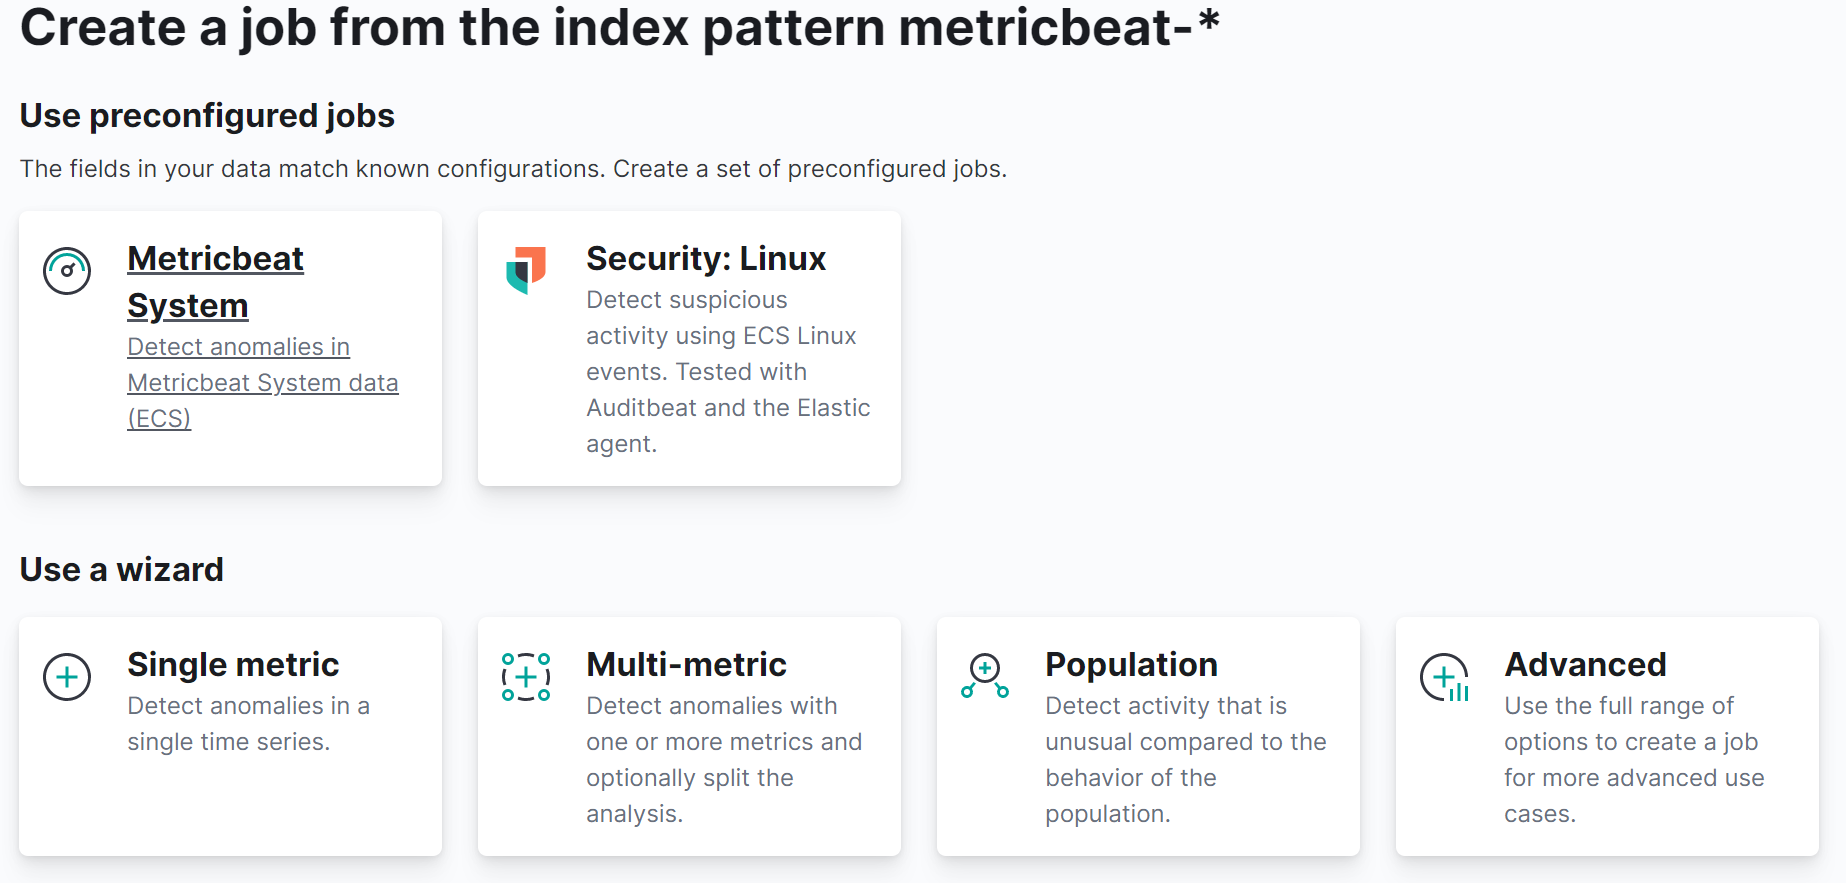 Create a job from the index pattern metricbeat-*
Use preconfigured jobs
The fields in your data match known configurations. Create a set of preconfigured jobs.
Metricbeat
System
Detect anomalies in
Metricbeat System data
(ECS)
Security: Linux
Detect suspicious
activity using ECS Linux
events. Tested with
Auditbeat and the Elastic
agent.
Use a wizard
Single metric
Detect anomalies in a
single time series.
Multi-metric
Detect anomalies with
one or more metrics and
optionally split the
analysis.
Population
Detect activity that is
unusual compared to the
behavior of the
population.
Advanced
Use the full range of
options to create a job
for more advanced use
cases.